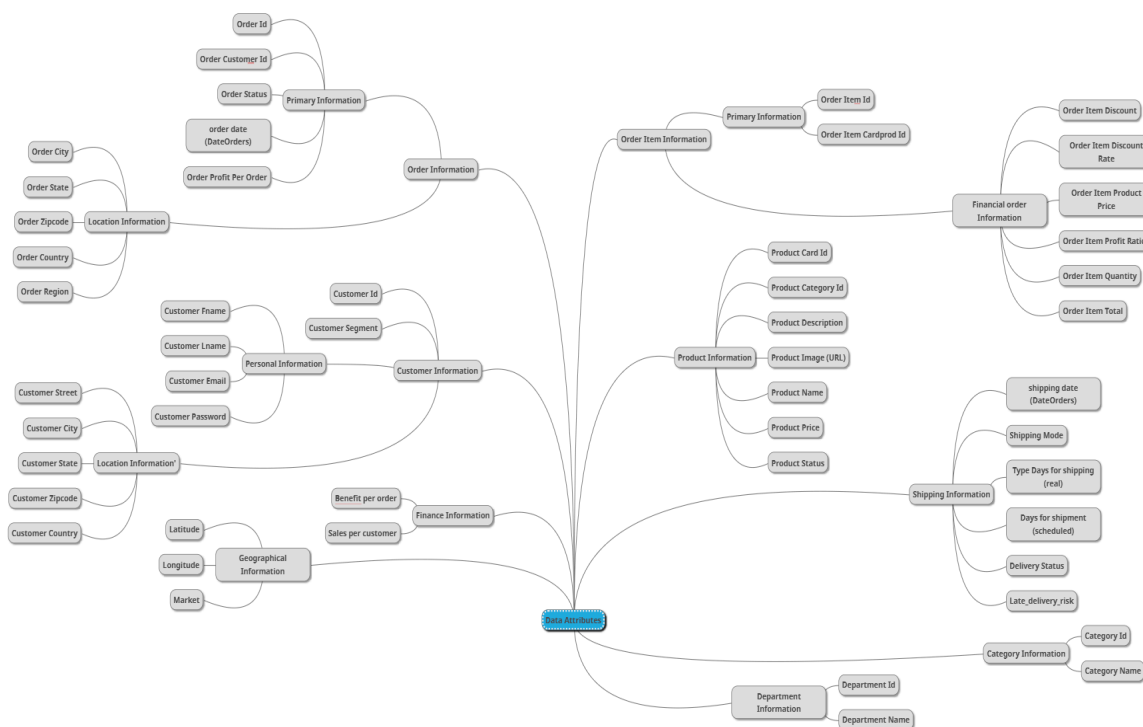 Order Id
Order Customer Id
Order Status
order date
(DateOrders)
Order Profit Per Order
Primary Information
Order City
Order State
Order Zipcode
Order Country
Order Region
Location Information
Order Information
Customer Id
Customer Segment
Customer Fname
Customer Lname
Customer Email
Customer Password
Personal Information
Customer Information
Customer Street
Customer City
Customer State
Customer Zipcode
Customer Country
Location Information'
Benefit per order
Sales per customer
Finance Information
Latitude
Longitude
Market
Geographical
Information
Data Attributes
Order Item Information
Primary Information
Order Item Id
Order Item Cardprod Id
Financial order
Information
Order Item Discount
Order Item Discount
Rate
Order Item Product
Price
Order Item Profit Ratio
Order Item Quantity
Order Item Total
Product Information
Product Card Id
Product Category Id
Product Description
Product Image (URL)
Product Name
Product Price
Product Status
Shipping Information
shipping date
(DateOrders)
Shipping Mode
Type Days for shipping
(real)
Days for shipment
(scheduled)
Delivery Status
Late_delivery_risk
Category Information
Category Id
Category Name
Department
Information
Department Id
Department Name